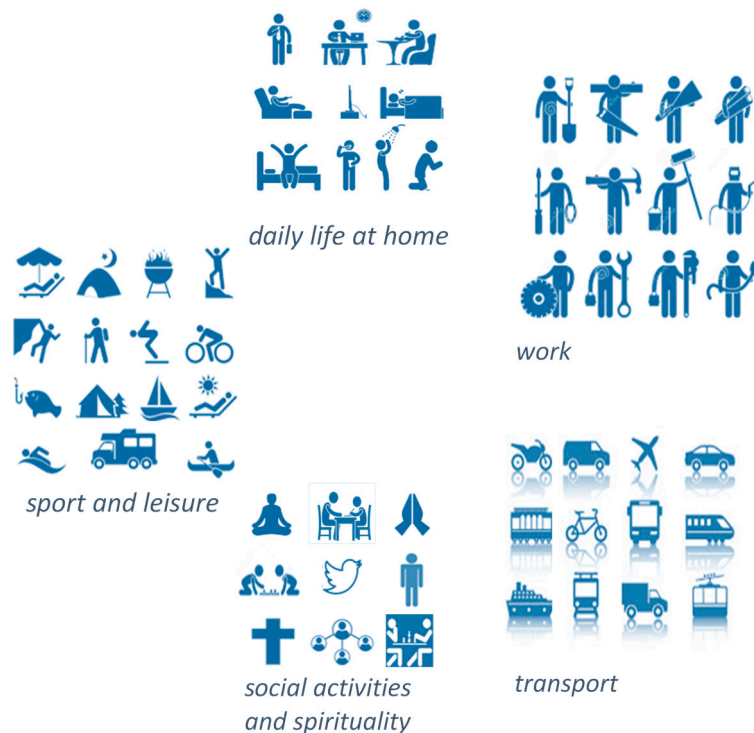 daily life at home
work
sport and leisure
social activities
and spirituality
transport